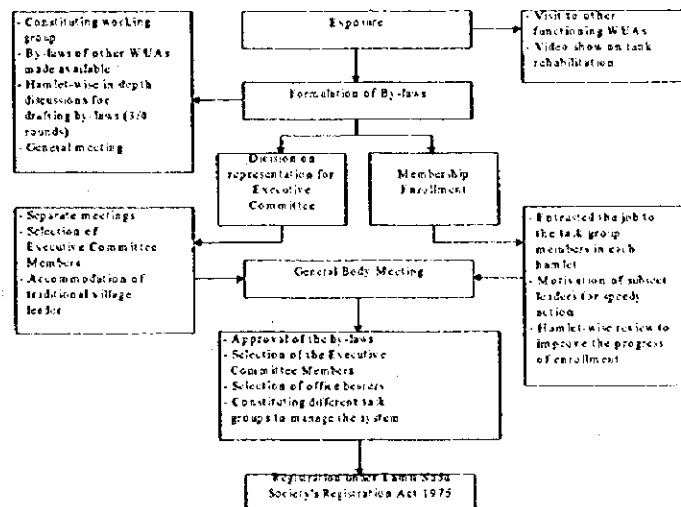 - Constituting working
group
- By-laws of other WUAs
made available
- Hamlet-wise in depth
discussions for
drafting by-laws (3/4
rounds)
- General meeting
Exposure
- Visit to other
functioning WUAs
- Video show on tank
rehabilitation
Formulation of By-laws
Division on
representation for
Executive
Committee
Membership
Enrollment
- Separate meetings
- Selection of
Executive Committee
Members
- Accommodation of
traditional village
leader
General Body Meeting
- Entrusted the job to
the task group
members in each
hamlet
- Motivation of subsect
leaders for speedy
action
- Hamlet-wise review to
improve the progress
of enrollment
- Approval of the by-laws
- Selection of the Executive
Committee Members
- Selection of office bearers
- Constituting different task
groups to manage the system
Registration under Tamil Nadu
Society's Registration Act 1975